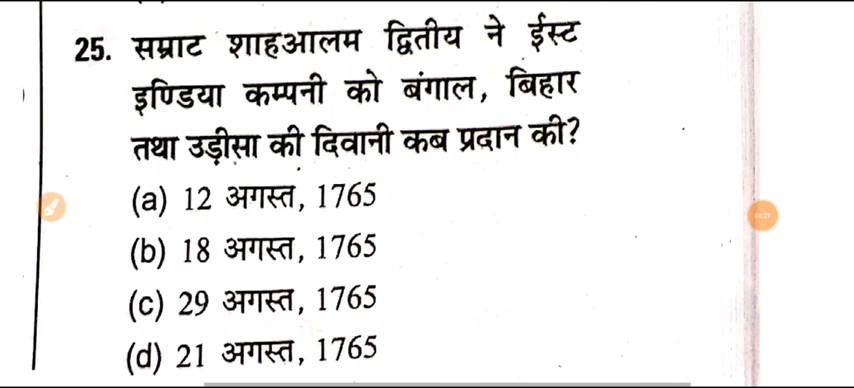 25. सम्राट शाहआलम द्वितीय ने ईस्ट
इण्डिया कम्पनी को बंगाल, बिहार
तथा उड़ीसा की दिवानी कब प्रदान की?
(a) 12 अगस्त, 1765
(b) 18 अगस्त, 1765
(c) 29 अगस्त, 1765
(d) 21 अगस्त, 1765